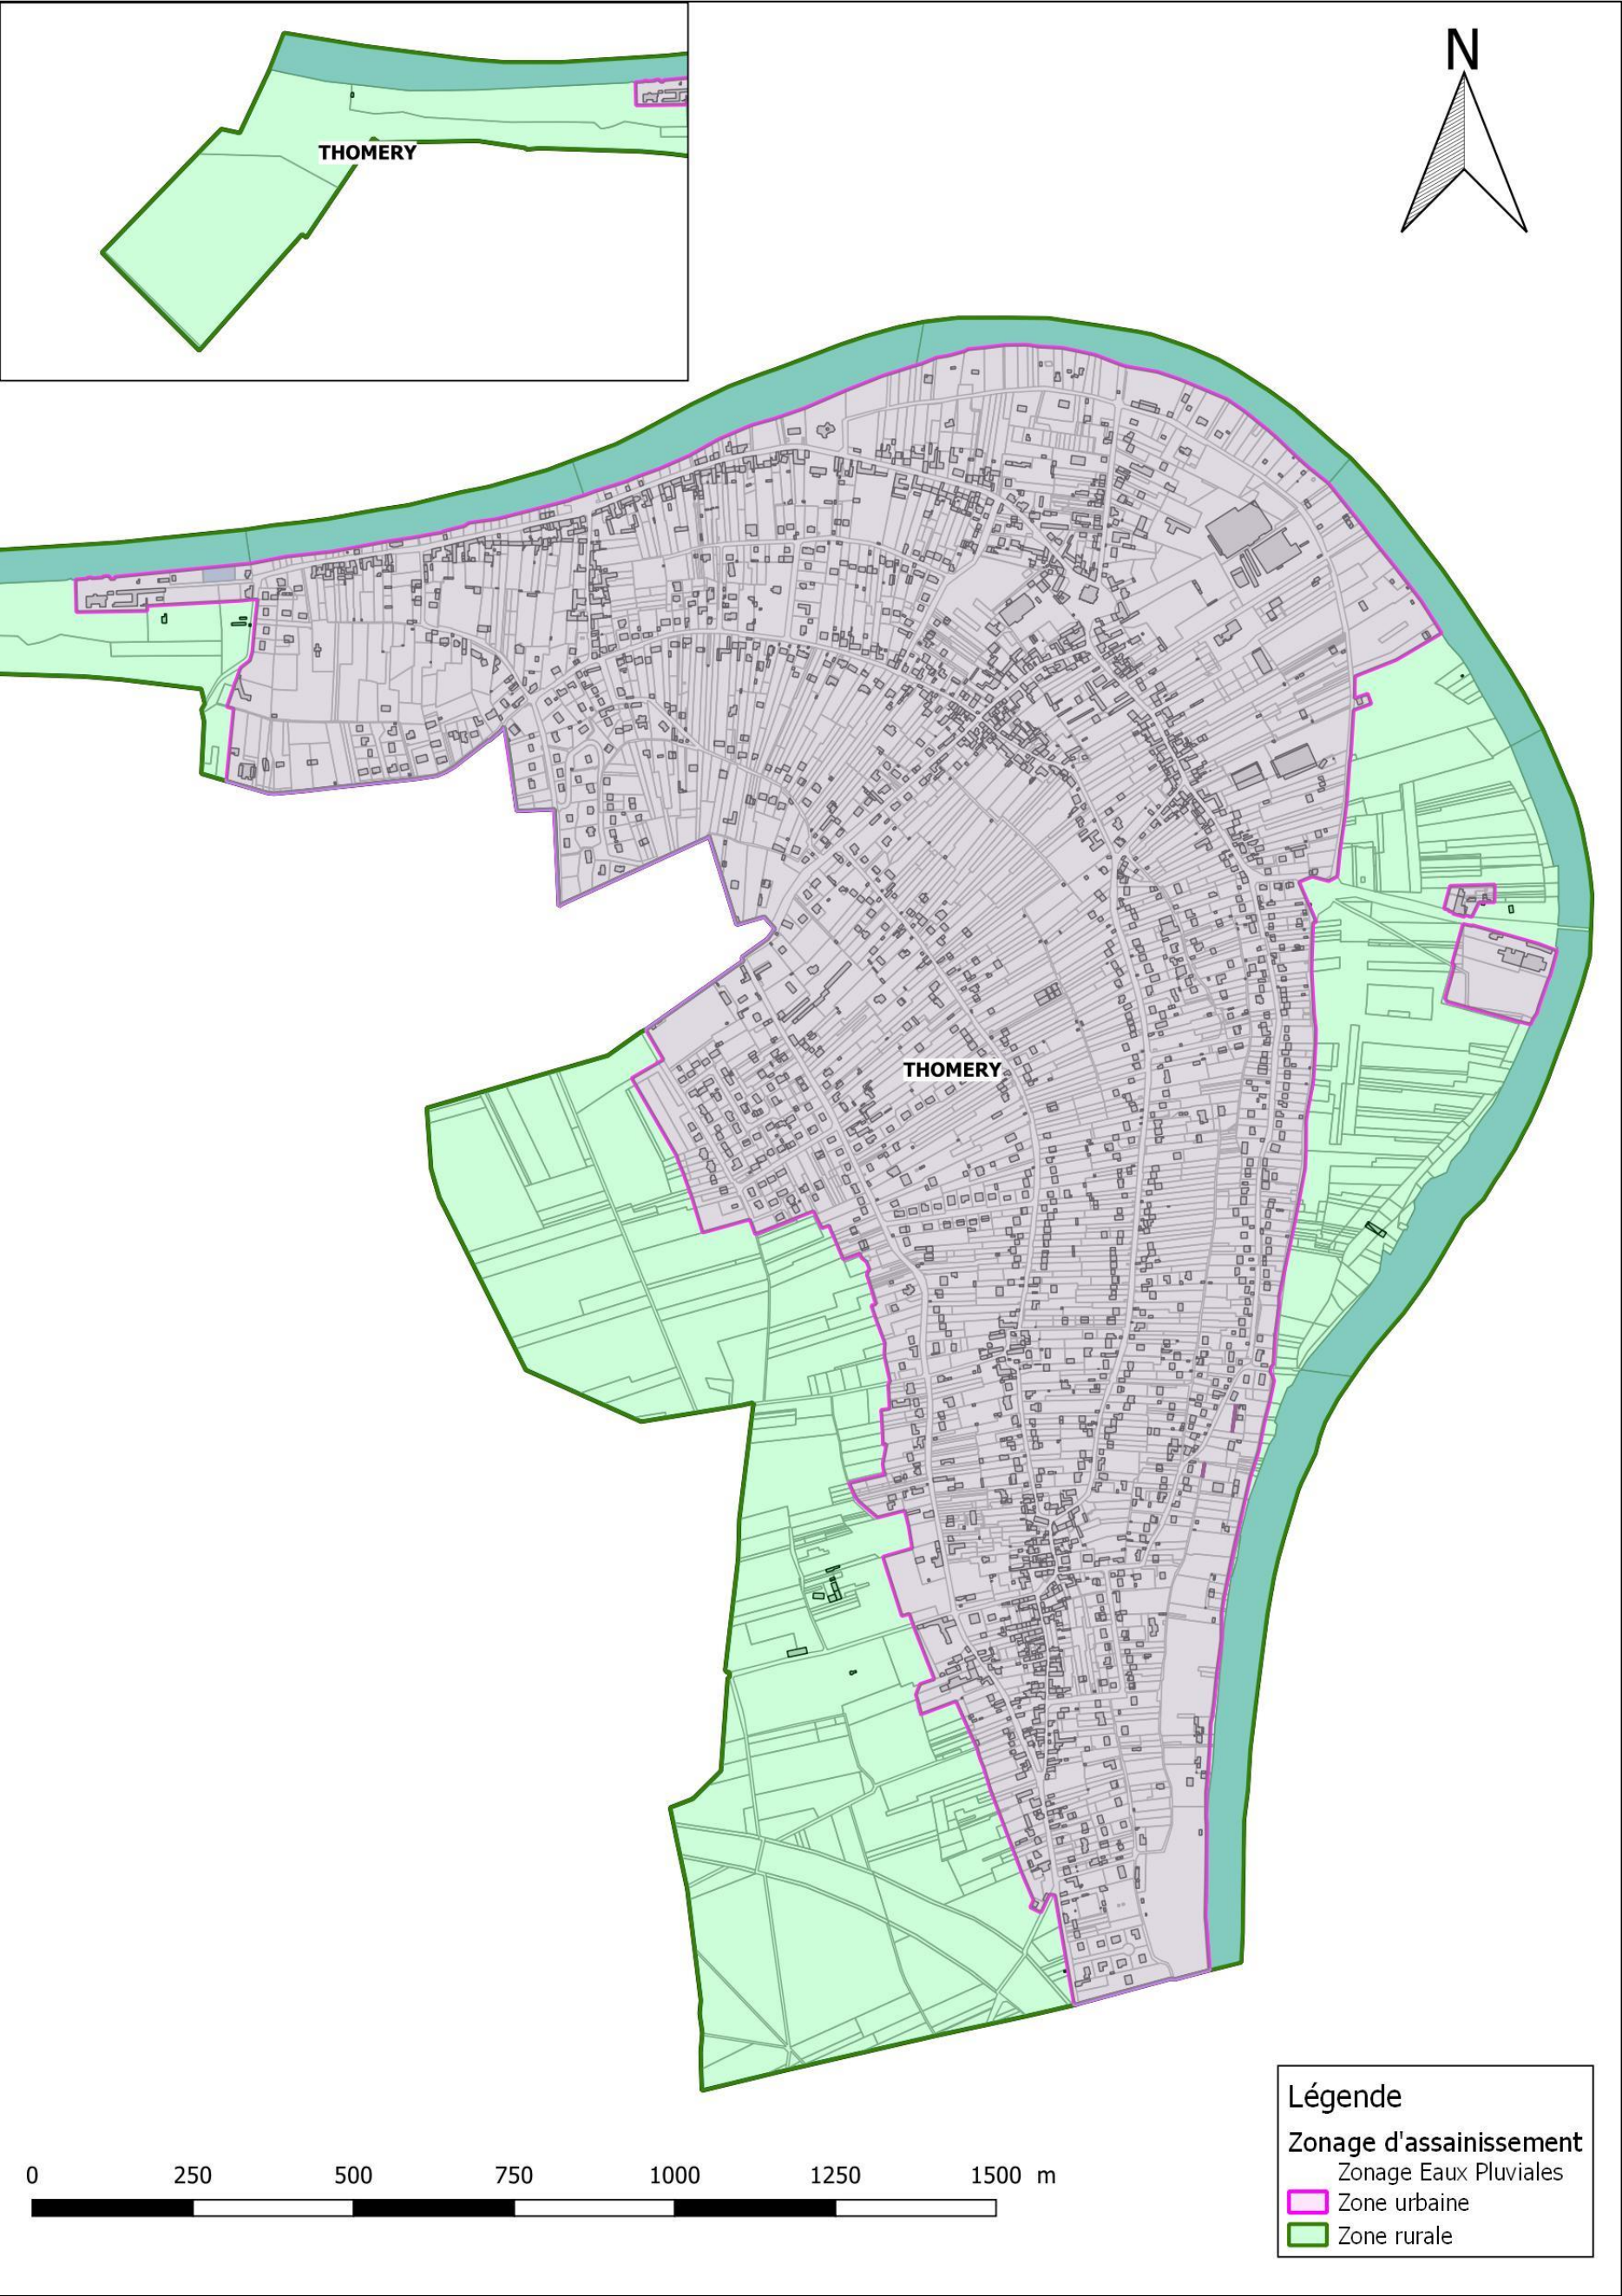 THOMERY
N
THOMERY
0 250 500 750 1000 1250 1500 m
Légende
Zonage d'assainissement
Zonage Eaux Pluviales
Zone urbaine
Zone rurale